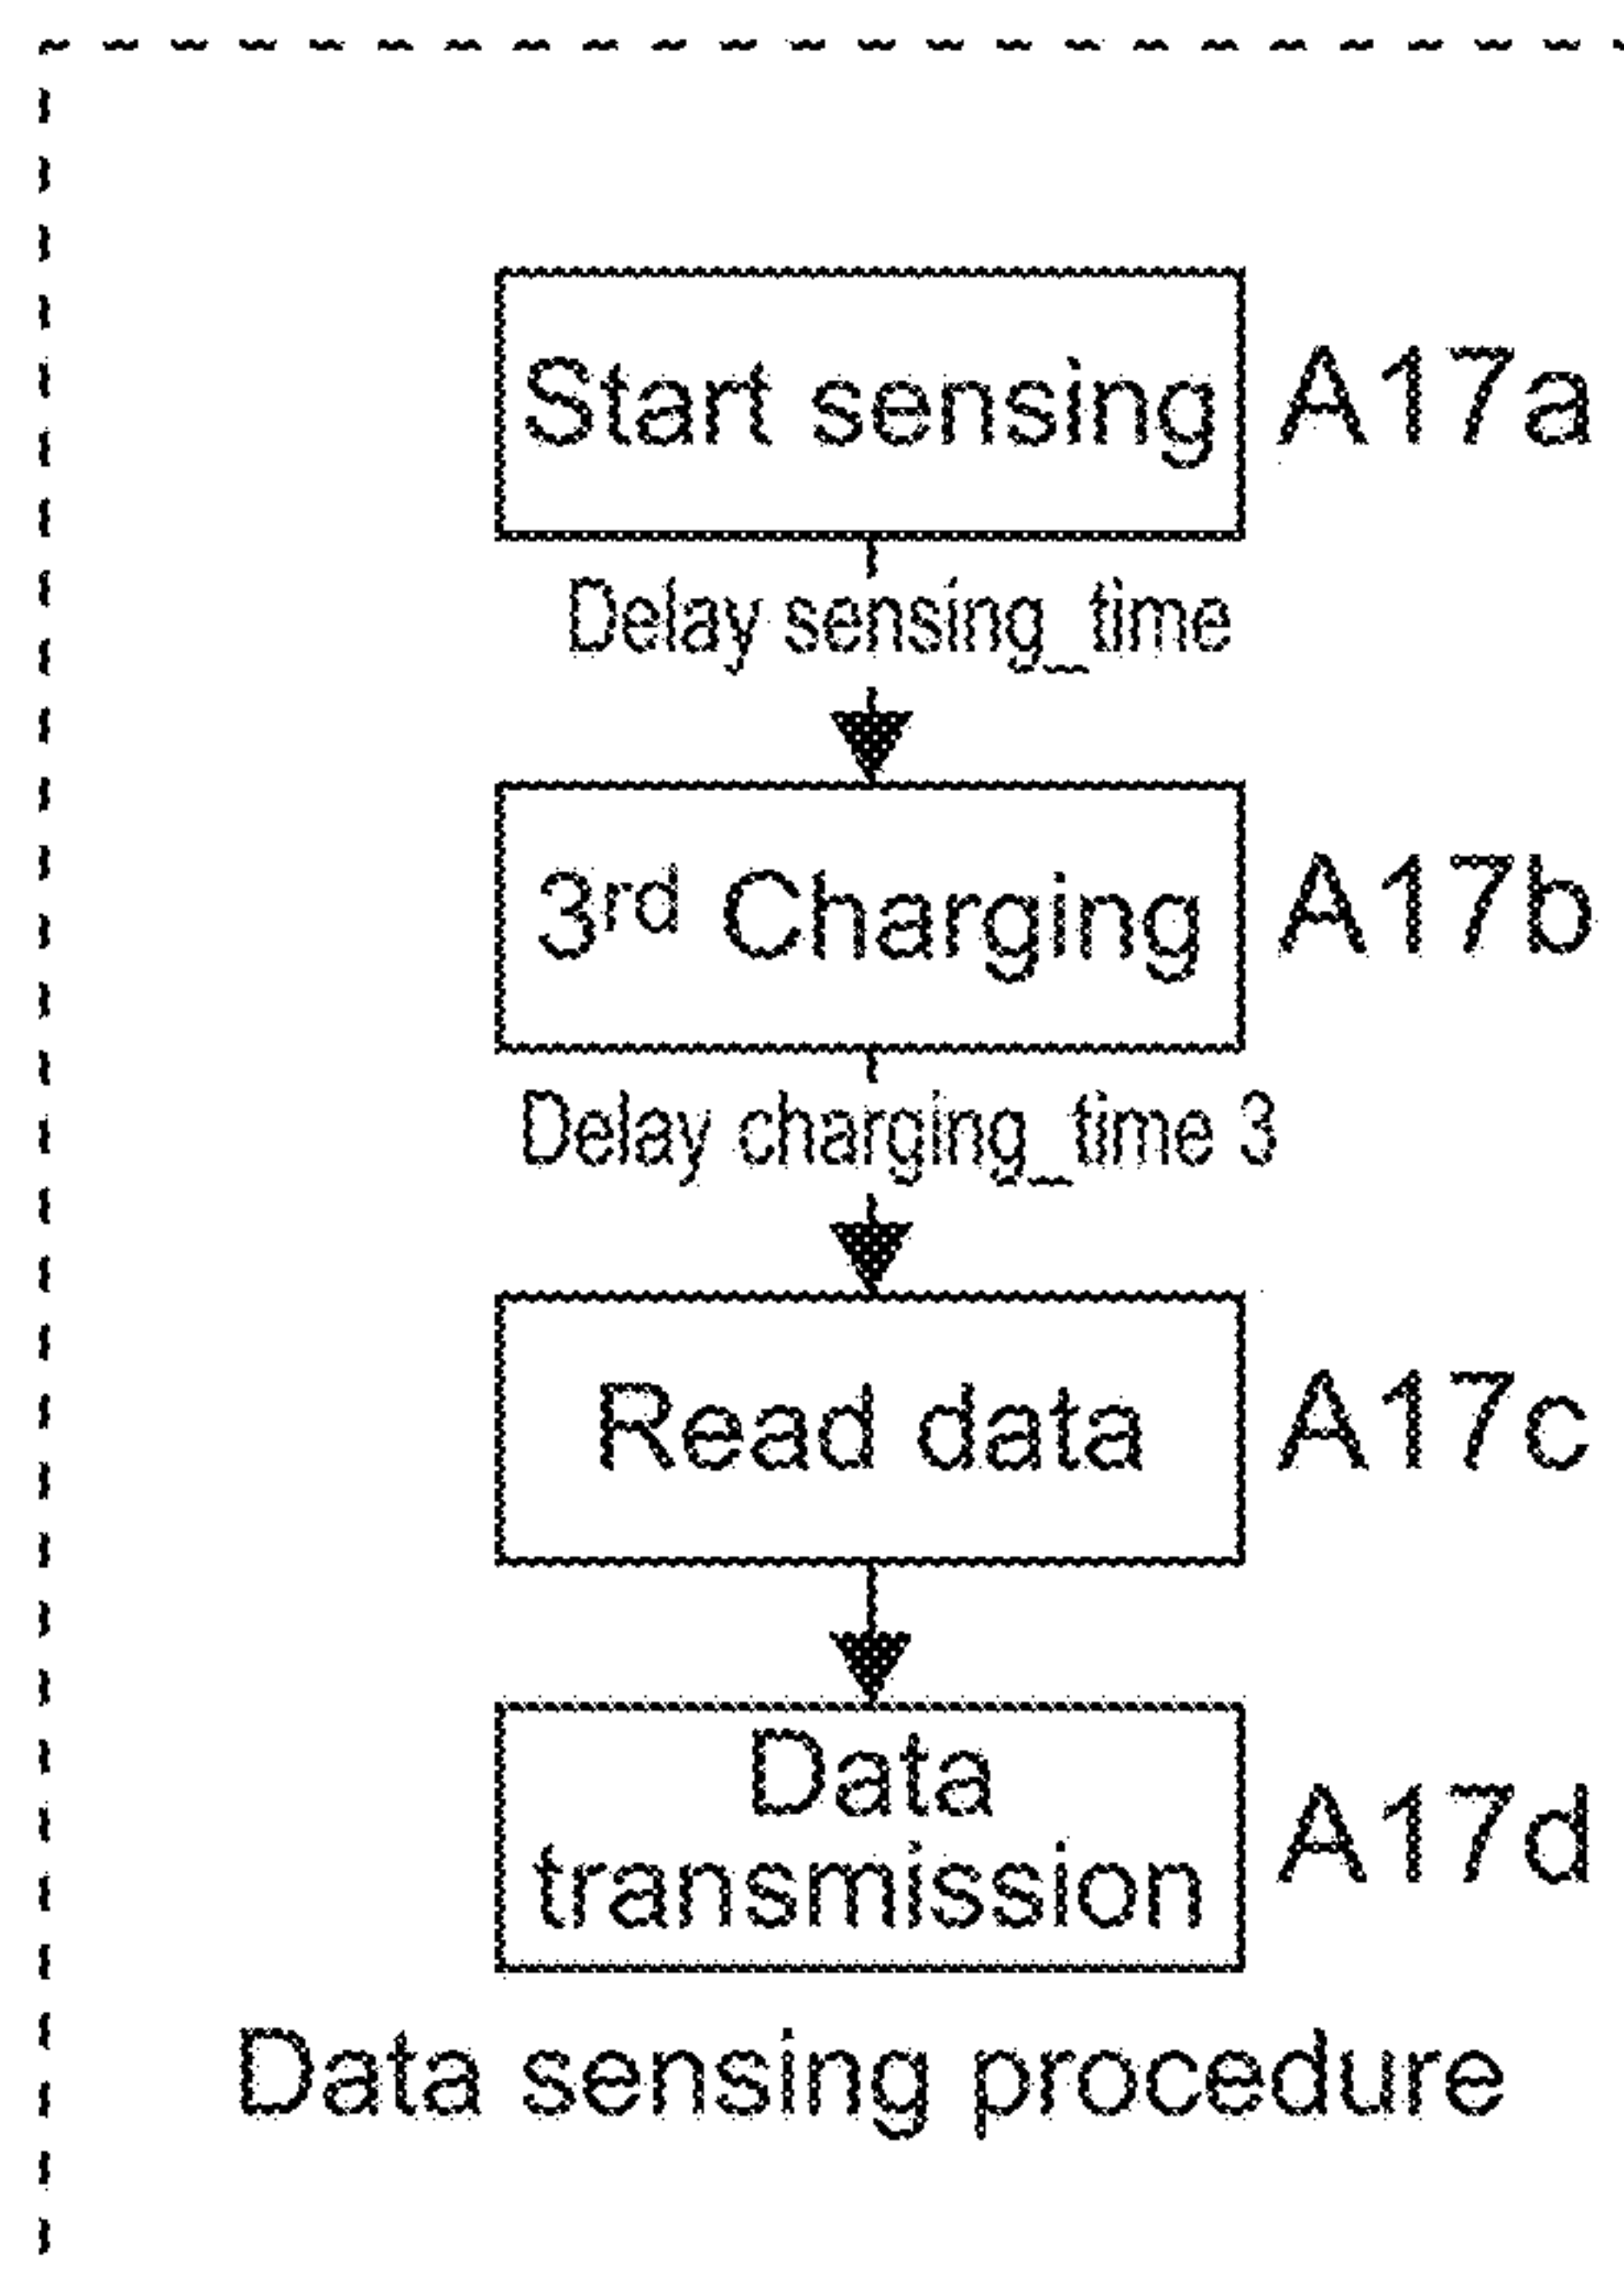 Start sensing A17a
Delay sensing_time
3rd Charging A17b
Delay charging_time 3
Read data A17c
Data
transmission A17d
Data sensing procedure